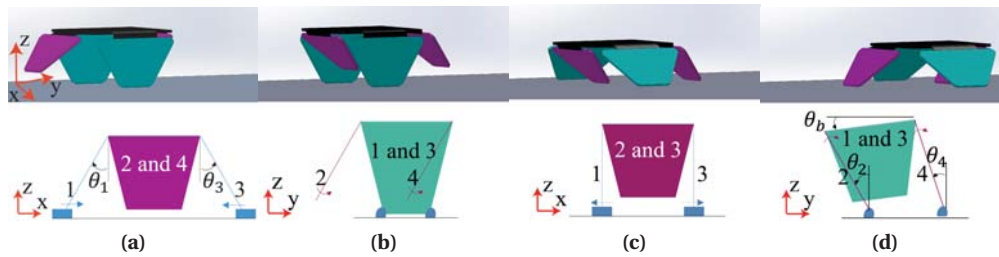 z
y
x
2 and 4
1
θ1
θ3
3
z
x
1 and 3
2
4
z
y
2 and 3
1
3
z
x
θb
1 and 3
θ2
θ4
2
4
z
y
(a)
(b)
(c)
(d)